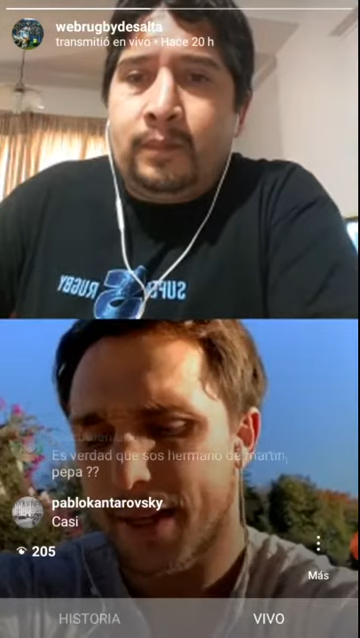 webrugbydesalta
transmitió en vivo • Hace 20 h
SUPER RUGBY
Es verdad que sos hermano de martin,
pepa ??
pablokantarovsky
Casi
205
Más
HISTORIA
VIVO